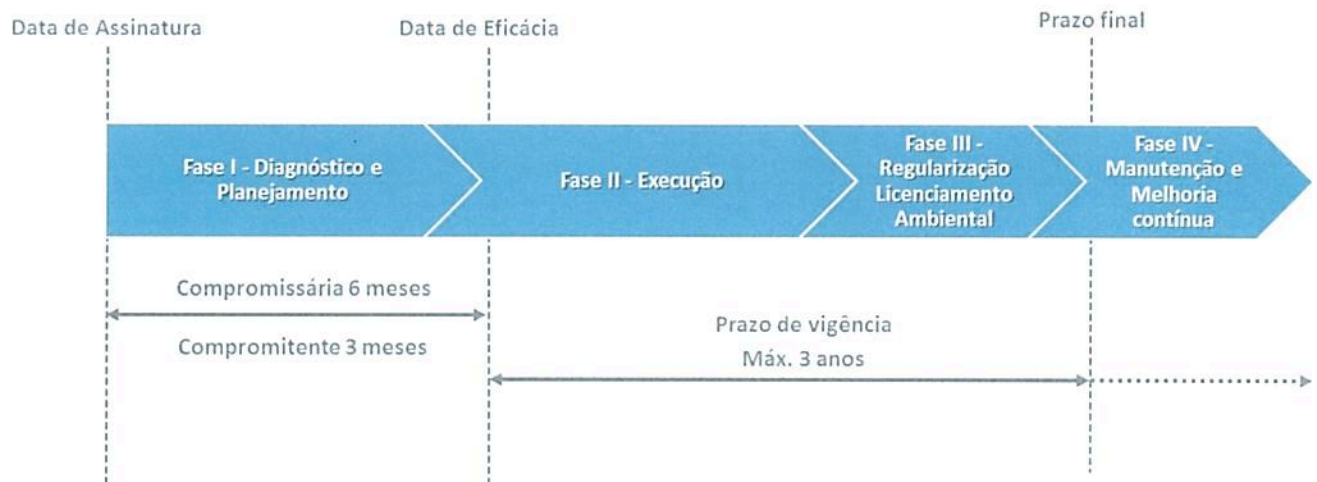 Data de Assinatura
Data de Eficácia
Prazo final
Fase I - Diagnóstico e
Planejamento
Fase II - Execução
Fase III -
Regularização
Licenciamento
Ambiental
Fase IV -
Manutenção e
Melhoria
contínua
Compromissária 6 meses
Compromitente 3 meses
Prazo de vigência
Máx. 3 anos